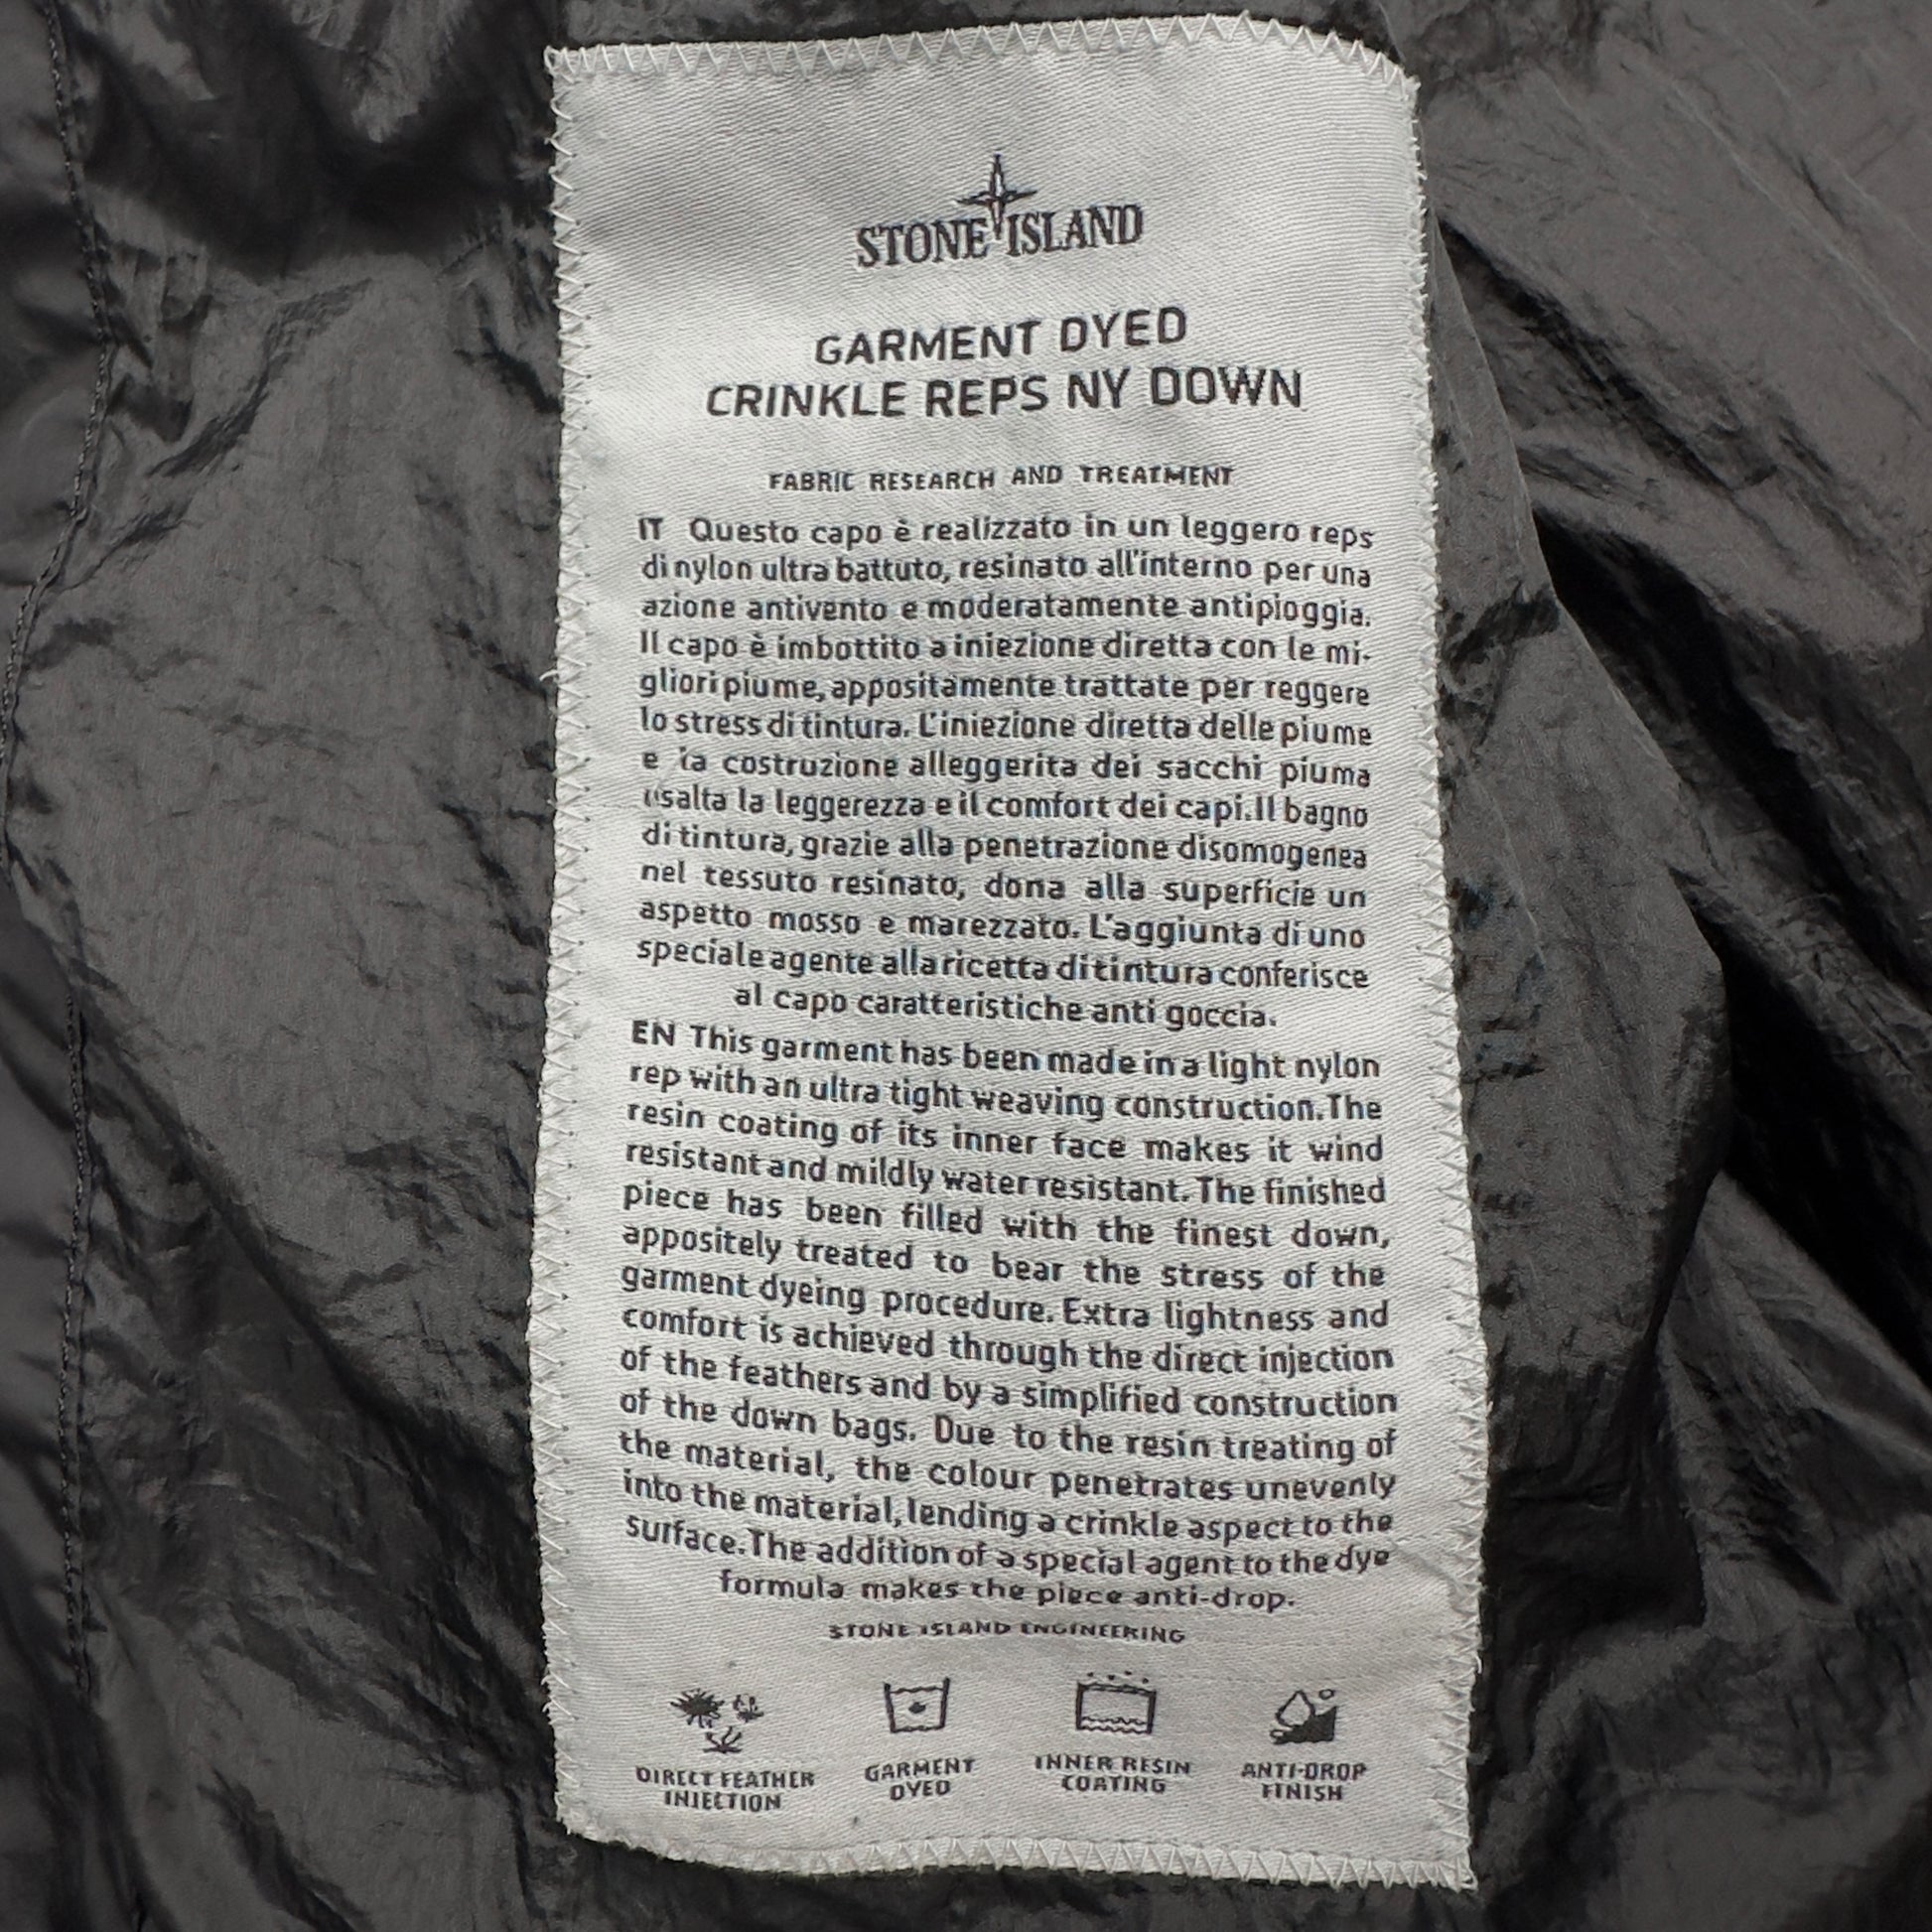 STONE ISLAND
GARMENT DYED
CRINKLE REPS NY DOWN
FABRIC RESEARCH AND TREATMENT
IT Questo capo è realizzato in un leggero reps
di nylon ultra battuto, resinato all'interno per una
azione antivento e moderatamente antipioggia.
Il capo è imbottito a iniezione diretta con le mi-
gliori piume, appositamente trattate per reggere
lo stress di tintura. L'iniezione diretta delle piume
e la costruzione alleggerita dei sacchi piuma
esalta la leggerezza e il comfort dei capi. Il bagno
di tintura, grazie alla penetrazione disomogenea
nel tessuto resinato, dona alla superficie un
aspetto mosso e marezzato. L'aggiunta di uno
speciale agente alla ricetta di tintura conferisce
al capo caratteristiche anti goccia.
EN This garment has been made in a light nylon
rep with an ultra tight weaving construction. The
resin coating of its inner face makes it wind
resistant and mildly water resistant. The finished
piece has been filled with the finest down,
appositely treated to bear the stress of the
garment dyeing procedure. Extra lightness and
comfort is achieved through the direct injection
of the feathers and by a simplified construction
of the down bags. Due to the resin treating of
the material, the colour penetrates unevenly
into the material, lending a crinkle aspect to the
surface. The addition of a special agent to the dye
formula makes the piece anti-drop.
STONE ISLAND ENGINEERING
DIRECT FEATHER
INJECTION
GARMENT
DYED
INNER RESIN
COATING
ANTI-DROP
FINISH